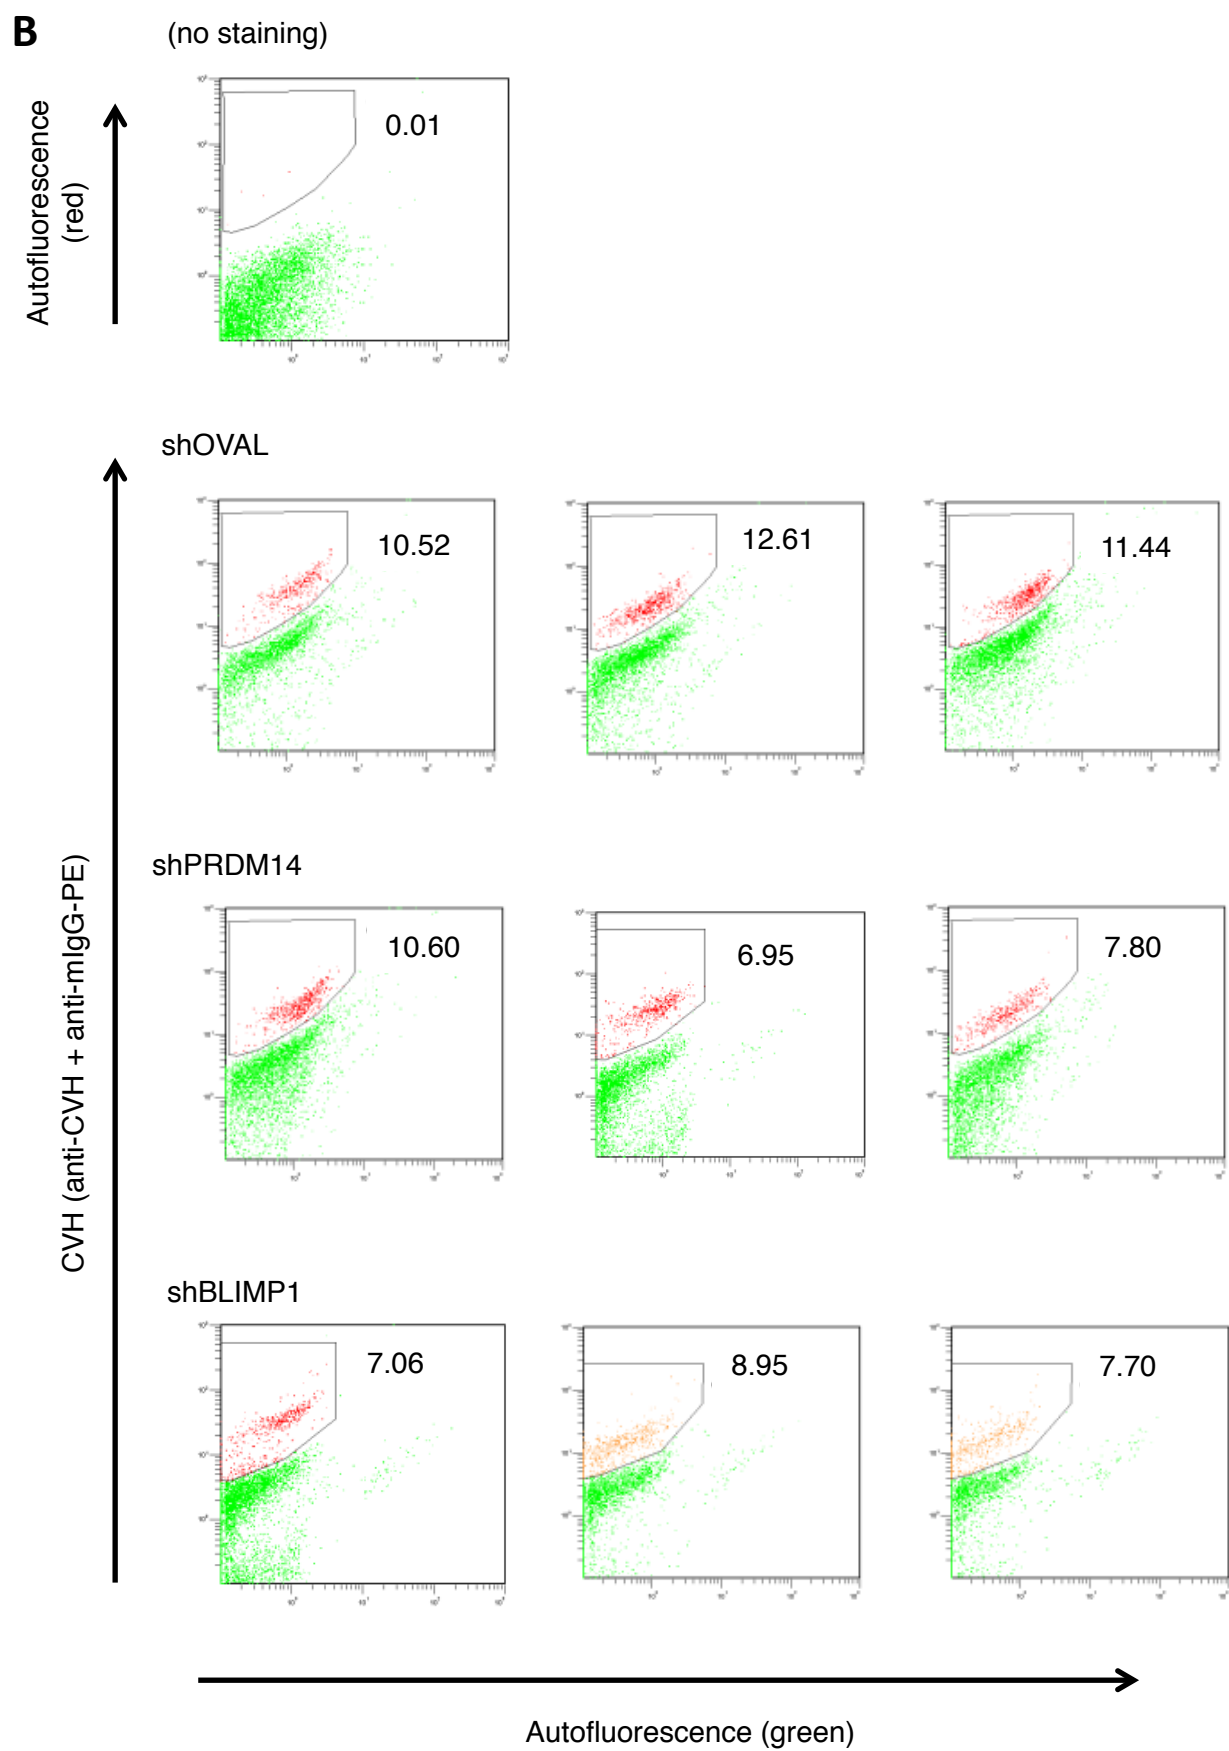 B
(no staining)
Autofluorescence
(red)
0.01
shOVAL
10.52
12.61
11.44
CVH (anti-CVH + anti-mIgG-PE)
shPRDM14
10.60
6.95
7.80
shBLIMP1
7.06
8.95
7.70
Autofluorescence (green)